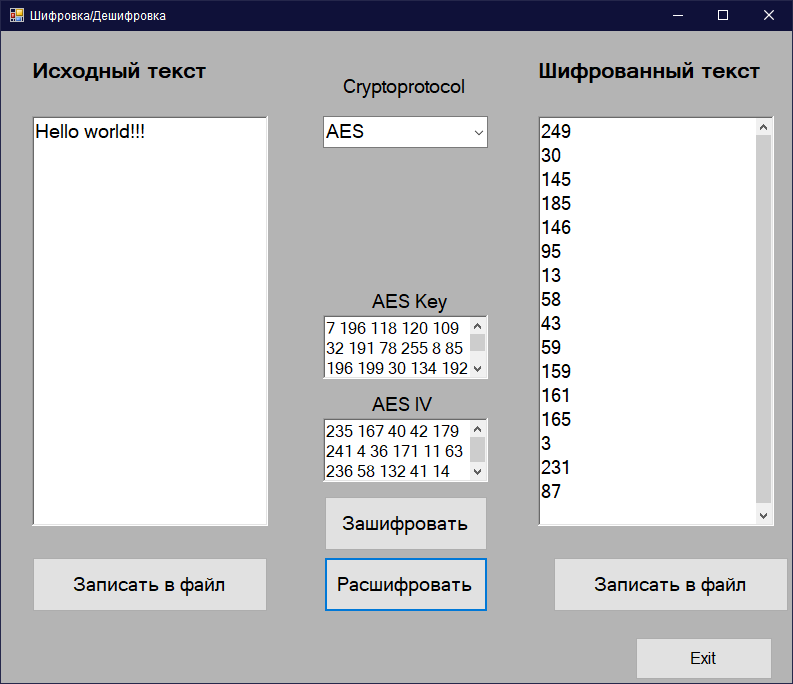 Шифровка/Дешифровка
Исходный текст
Hello world!!!
Записать в файл
Cryptoprotocol
AES
AES Key
7 196 118 120 109
32 191 78 255 8 85
196 199 30 134 192
AES IV
235 167 40 42 179
241 4 36 171 11 63
236 58 132 41 14
Зашифровать
Расшифровать
Шифрованный текст
249
30
145
185
146
95
13
58
43
59
159
161
165
3
231
87
Записать в файл
Exit